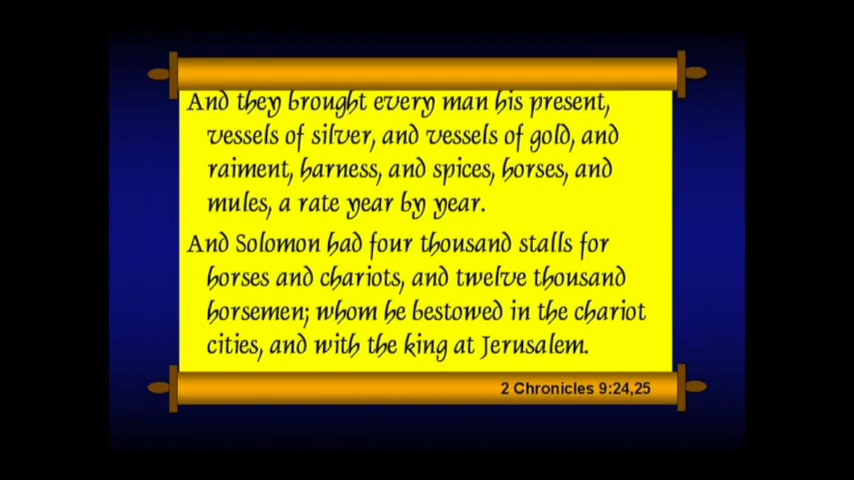 And they brought every man his present,
vessels of silver, and vessels of gold, and
raiment, harness, and spices, horses, and
mules, a rate year by year.
And Solomon had four thousand stalls for
horses and chariots, and twelve thousand
horsemen; whom he bestowed in the chariot
cities, and with the king at Jerusalem.
2 Chronicles 9:24,25